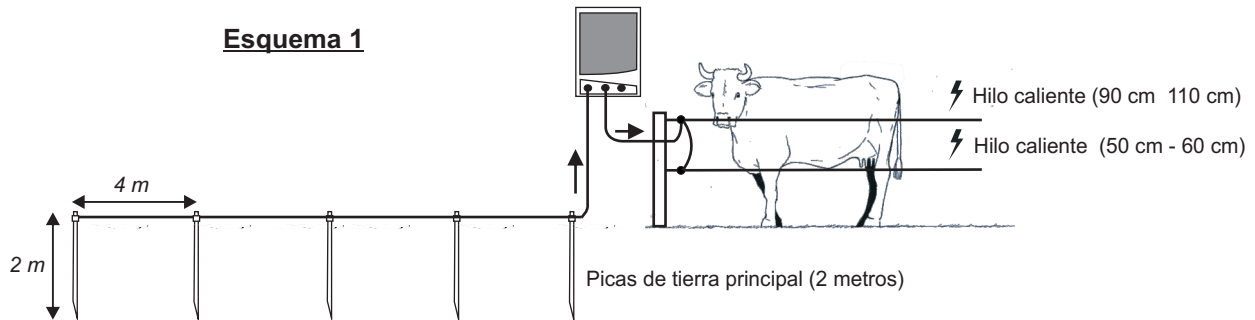 Esquema 1
Hilo caliente (90 cm 110 cm)
Hilo caliente (50 cm - 60 cm)
4 m
2 m
Picas de tierra principal (2 metros)